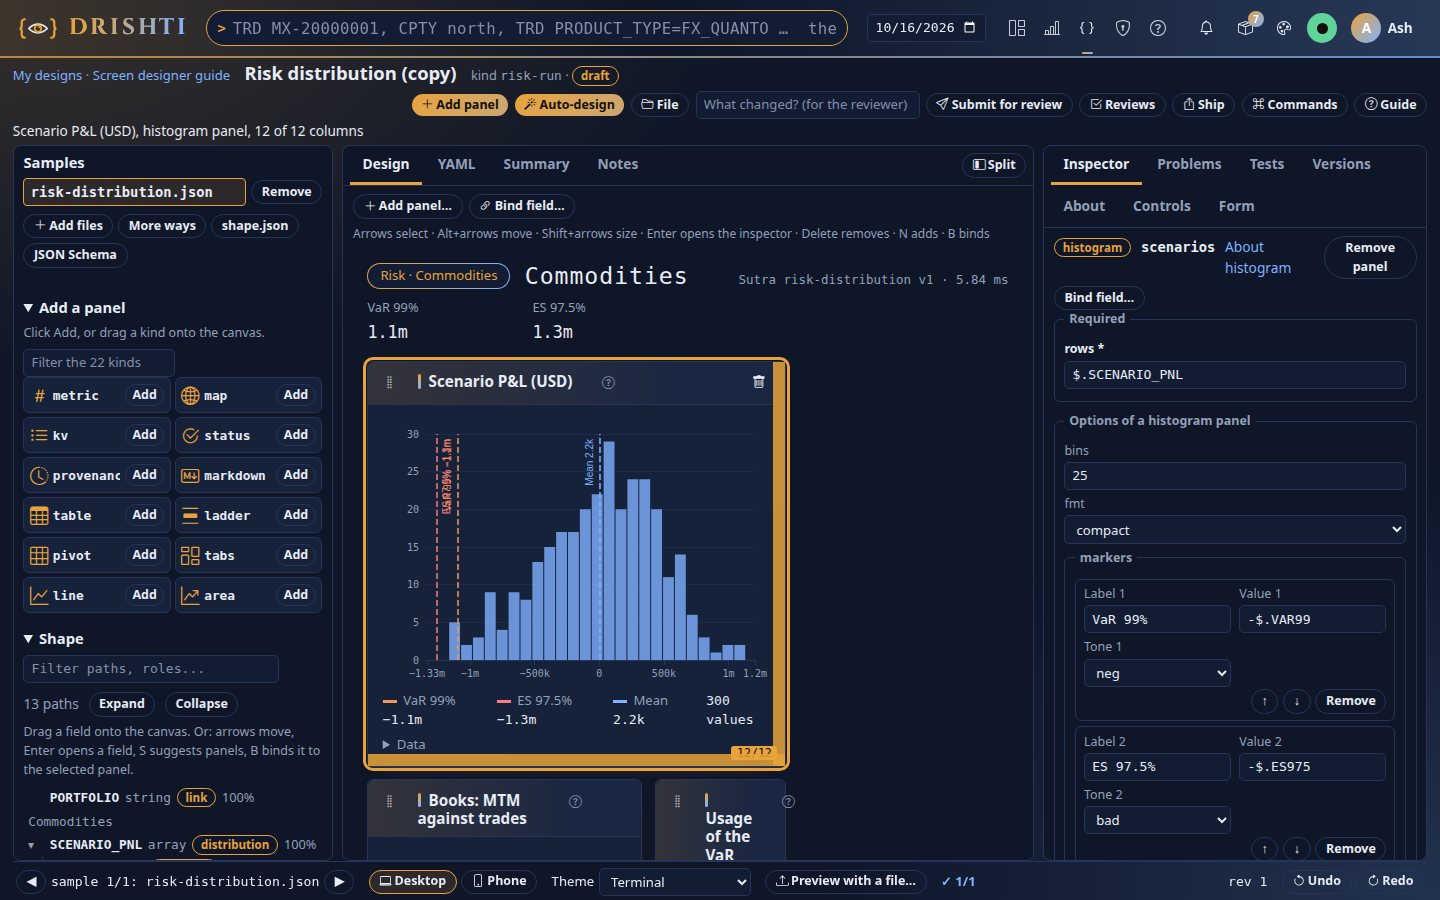 DRISHTI
> TRD MX-20000001, CPTY north, TRD PRODUCT_TYPE=FX_QUANTO … the
10/16/2026
{ }
7
A
Ash
My designs · Screen designer guide
Risk distribution (copy)
kind risk-run · draft
+ Add panel
Auto-design
File
What changed? (for the reviewer)
Submit for review
Reviews
Ship
Commands
Guide
Scenario P&L (USD), histogram panel, 12 of 12 columns
Samples
risk-distribution.json
Remove
+ Add files
More ways
shape.json
JSON Schema
▼ Add a panel
Click Add, or drag a kind onto the canvas.
Filter the 22 kinds
# metric Add
map Add
kv Add
status Add
provenanc Add
markdown Add
table Add
ladder Add
pivot Add
tabs Add
line Add
area Add
▼ Shape
Filter paths, roles...
13 paths
Expand
Collapse
Drag a field onto the canvas. Or: arrows move,
Enter opens a field, S suggests panels, B binds it to
the selected panel.
PORTFOLIO string link 100%
Commodities
▾ SCENARIO_PNL array distribution 100%
Design
YAML
Summary
Notes
Split
+ Add panel...
Bind field...
Arrows select · Alt+arrows move · Shift+arrows size · Enter opens the inspector · Delete removes · N adds · B binds
Risk · Commodities
Commodities
Sutra risk-distribution v1 · 5.84 ms
VaR 99%
ES 97.5%
1.1m
1.3m
Scenario P&L (USD)
?
30
25
20
15
10
5
0
Mean 2.2k
−1.33m
−1m
−500k
0
500k
1m
1.2m
VaR 99%
−1.1m
ES 97.5%
−1.3m
Mean
2.2k
300
values
▶ Data
12/12
Books: MTM
against trades
?
Usage
of the
VaR
?
Inspector
Problems
Tests
Versions
About
Controls
Form
histogram
scenarios
About
histogram
Remove
panel
Bind field...
Required
rows *
$.SCENARIO_PNL
Options of a histogram panel
bins
25
fmt
compact
markers
Label 1
Value 1
VaR 99%
-$.VAR99
Tone 1
neg
↑
↓
Remove
Label 2
Value 2
ES 97.5%
-$.ES975
Tone 2
bad
↑
↓
Remove
◀ sample 1/1: risk-distribution.json ▶
Desktop
Phone
Theme
Terminal
Preview with a file...
✓ 1/1
rev 1
Undo
Redo